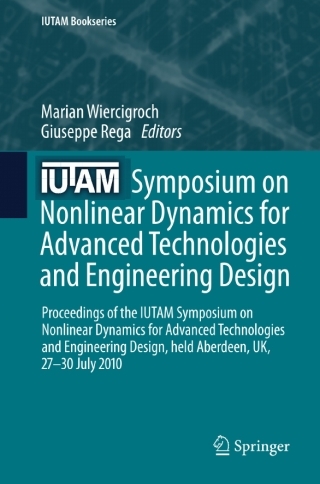 IUTAM Bookseries
Marian Wiercigroch
Giuseppe Rega Editors
IUTAM Symposium on
Nonlinear Dynamics for
Advanced Technologies
and Engineering Design
Proceedings of the IUTAM Symposium on
Nonlinear Dynamics for Advanced Technologies
and Engineering Design, held Aberdeen, UK,
27–30 July 2010
Springer